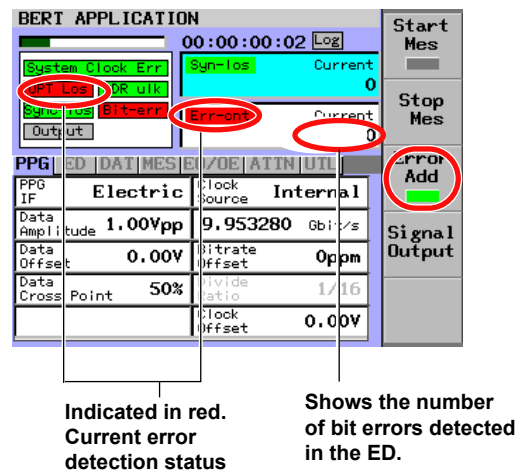 BERT APPLICATION
00:00:00:02 Log
System Clock Err
OPT Los CDR ulk
Sync-los Bit-err
Output
Syn-los Current
0
Err-cnt Current
0
Start
Mes
Stop
Mes
Error
Add
Signal
Output
PPG ED DAT MES EO/OE ATTN UTL
PPG IF Electric Clock Source Internal
Data Amplitude 1.00Vpp 9.953280 Gbit/s
Data Offset 0.00V Bitrate Offset 0ppm
Data Cross Point 50% Divide Ratio 1/16
Clock Offset 0.00V
Indicated in red.
Current error
detection status
Shows the number
of bit errors detected
in the ED.